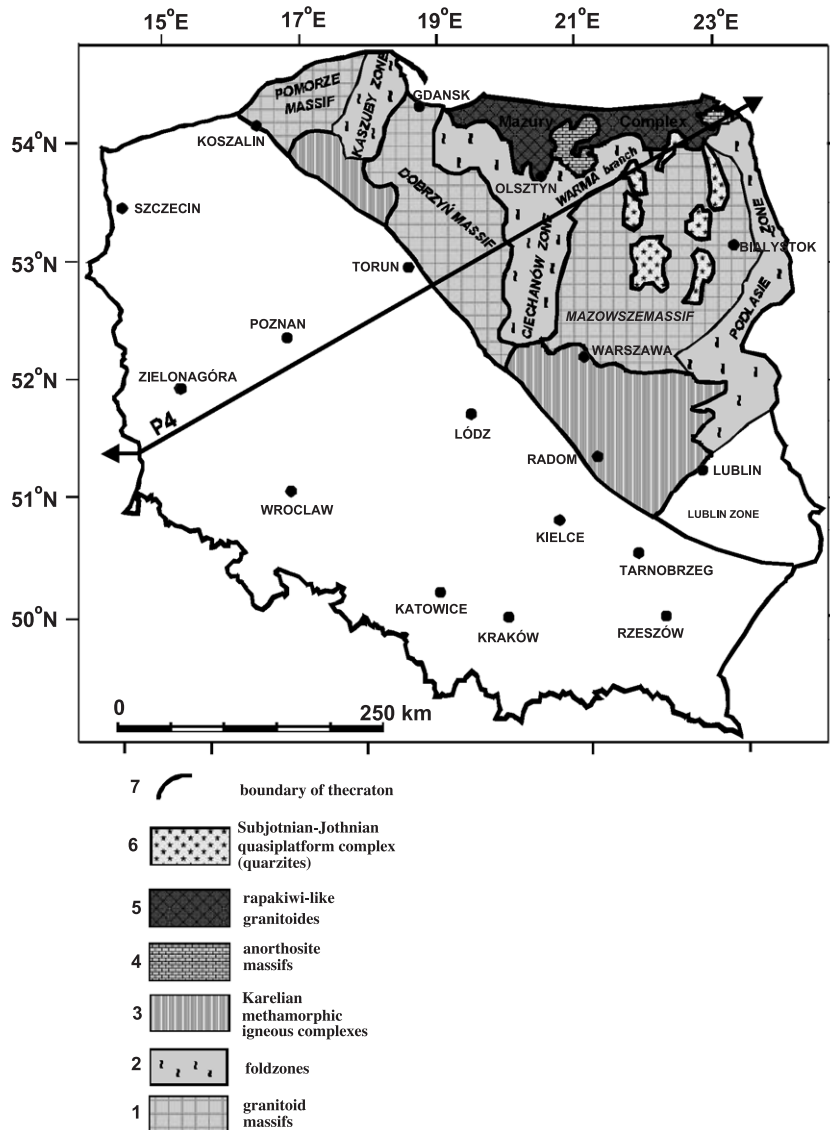 15°E 17°E 19°E 21°E 23°E
54°N
53°N
52°N
51°N
50°N
POMORZE
MASSIF
KASZUBY ZONE
GDANSK
KOSZALIN
Mazury Complex
OLSZTYN
WARMA branch
DOBRZYŃ MASSIF
SZCZECIN
ZONE
BIALYSTOK
TORUN
CIECHANÓW ZONE
MAZOWSZEMASSIF
PODLASIE
POZNAN
WARSZAWA
ZIELONAGÓRA
P4
LÓDZ
RADOM
LUBLIN
WROCLAW
LUBLIN ZONE
KIELCE
TARNOBRZEG
KATOWICE
KRAKÓW
RZESZÓW
0 250 km
7 boundary of thecraton
6 Subjotnian-Jothnian
quasiplatform complex
(quarzites)
5 rapakiwi-like
granitoides
4 anorthosite
massifs
3 Karelian
methamorphic
igneous complexes
2 foldzones
1 granitoid
massifs